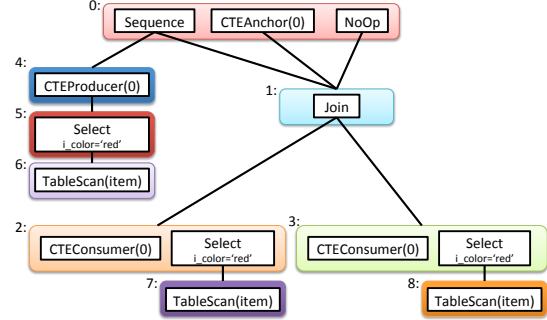 0:
Sequence
CTEAnchor(0)
NoOp
4:
CTEProducer(0)
1:
Join
5:
Select
i_color=‘red’
6:
TableScan(item)
2:
CTEConsumer(0)
Select
i_color=‘red’
3:
CTEConsumer(0)
Select
i_color=‘red’
7:
TableScan(item)
8:
TableScan(item)